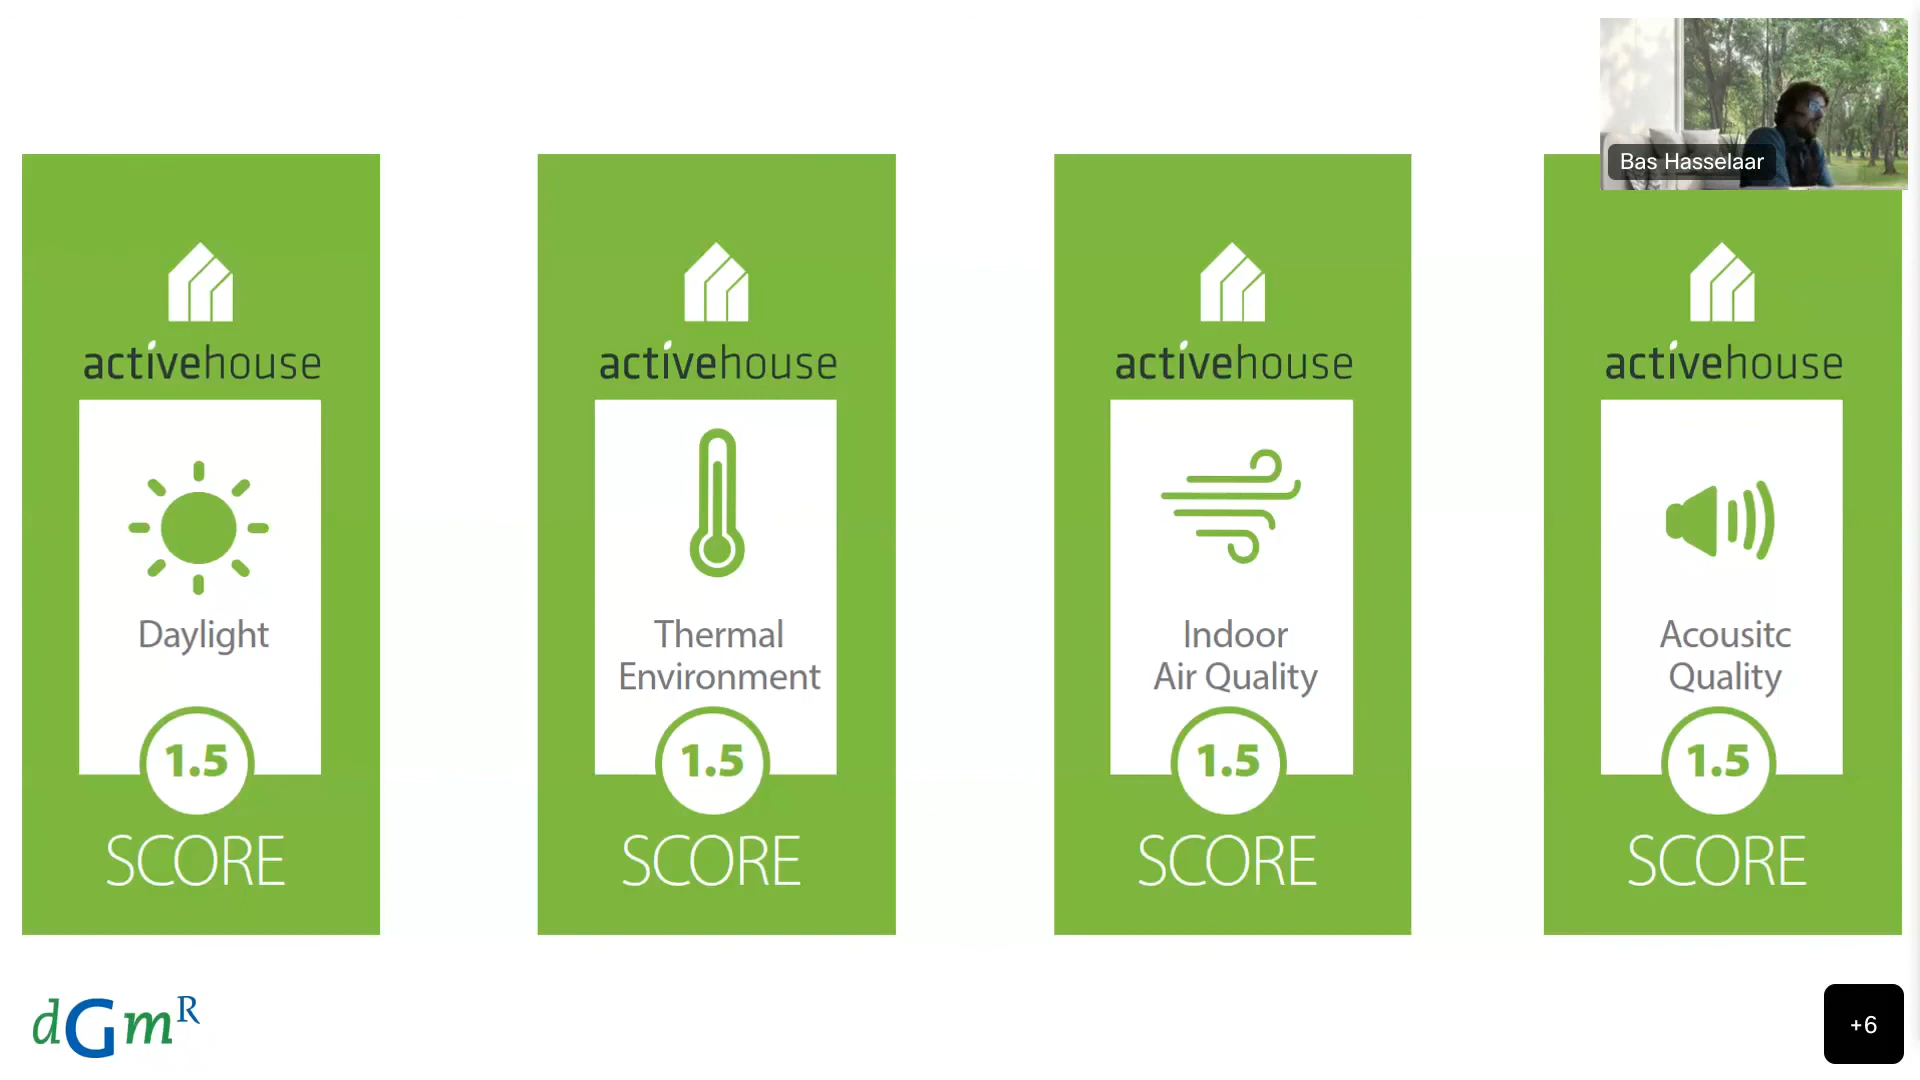 Bas Hasselaar
activehouse
Daylight
1.5
SCORE
activehouse
Thermal
Environment
1.5
SCORE
activehouse
Indoor
Air Quality
1.5
SCORE
activehouse
Acousitc
Quality
1.5
SCORE
dGmR
+6